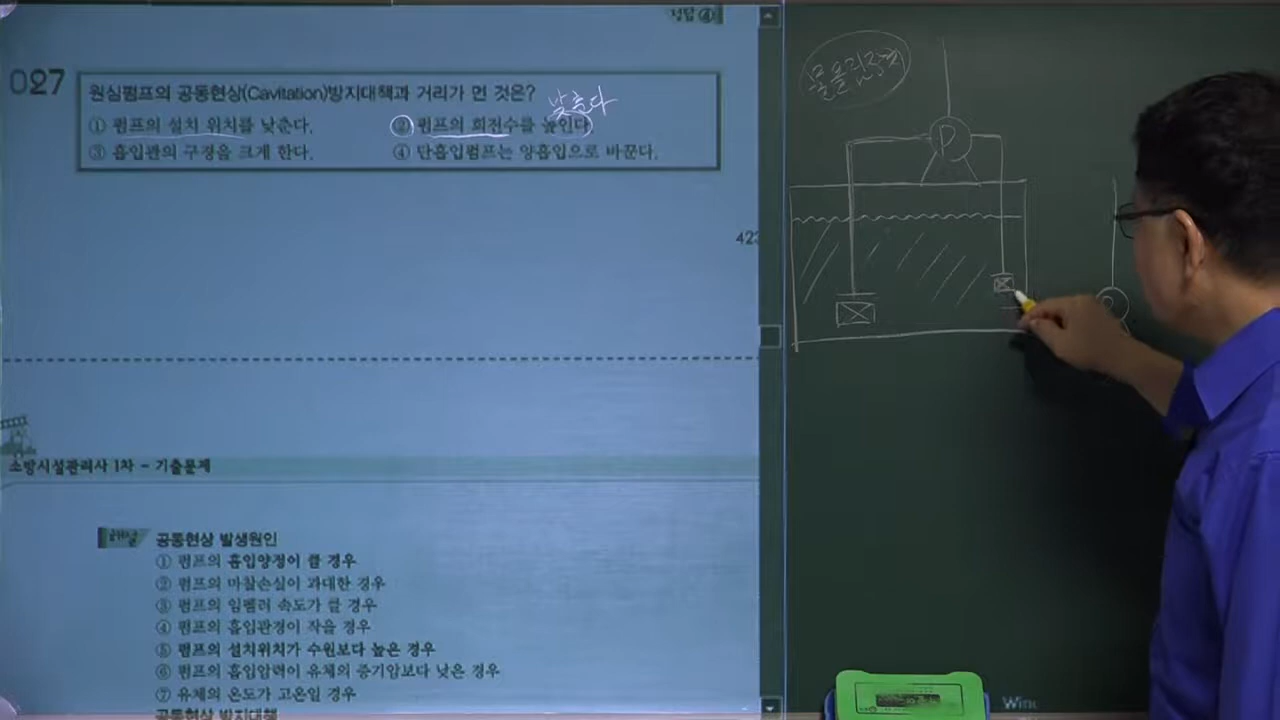 정답 ④
027
원심펌프의 공동현상(Cavitation)방지대책과 거리가 먼 것은?
낮춘다
① 펌프의 설치 위치를 낮춘다.
② 펌프의 회전수를 높인다.
③ 흡입관의 구경을 크게 한다.
④ 단흡입펌프는 양흡입으로 바꾼다.
물올림장치
P
423
소방시설관리사 1차 - 기출문제
해설
공동현상 발생원인
① 펌프의 흡입양정이 클 경우
② 펌프의 마찰손실이 과대한 경우
③ 펌프의 임펠러 속도가 클 경우
④ 펌프의 흡입관경이 작을 경우
⑤ 펌프의 설치위치가 수원보다 높은 경우
⑥ 펌프의 흡입압력이 유체의 증기압보다 낮은 경우
⑦ 유체의 온도가 고온일 경우
공동현상 방지대책